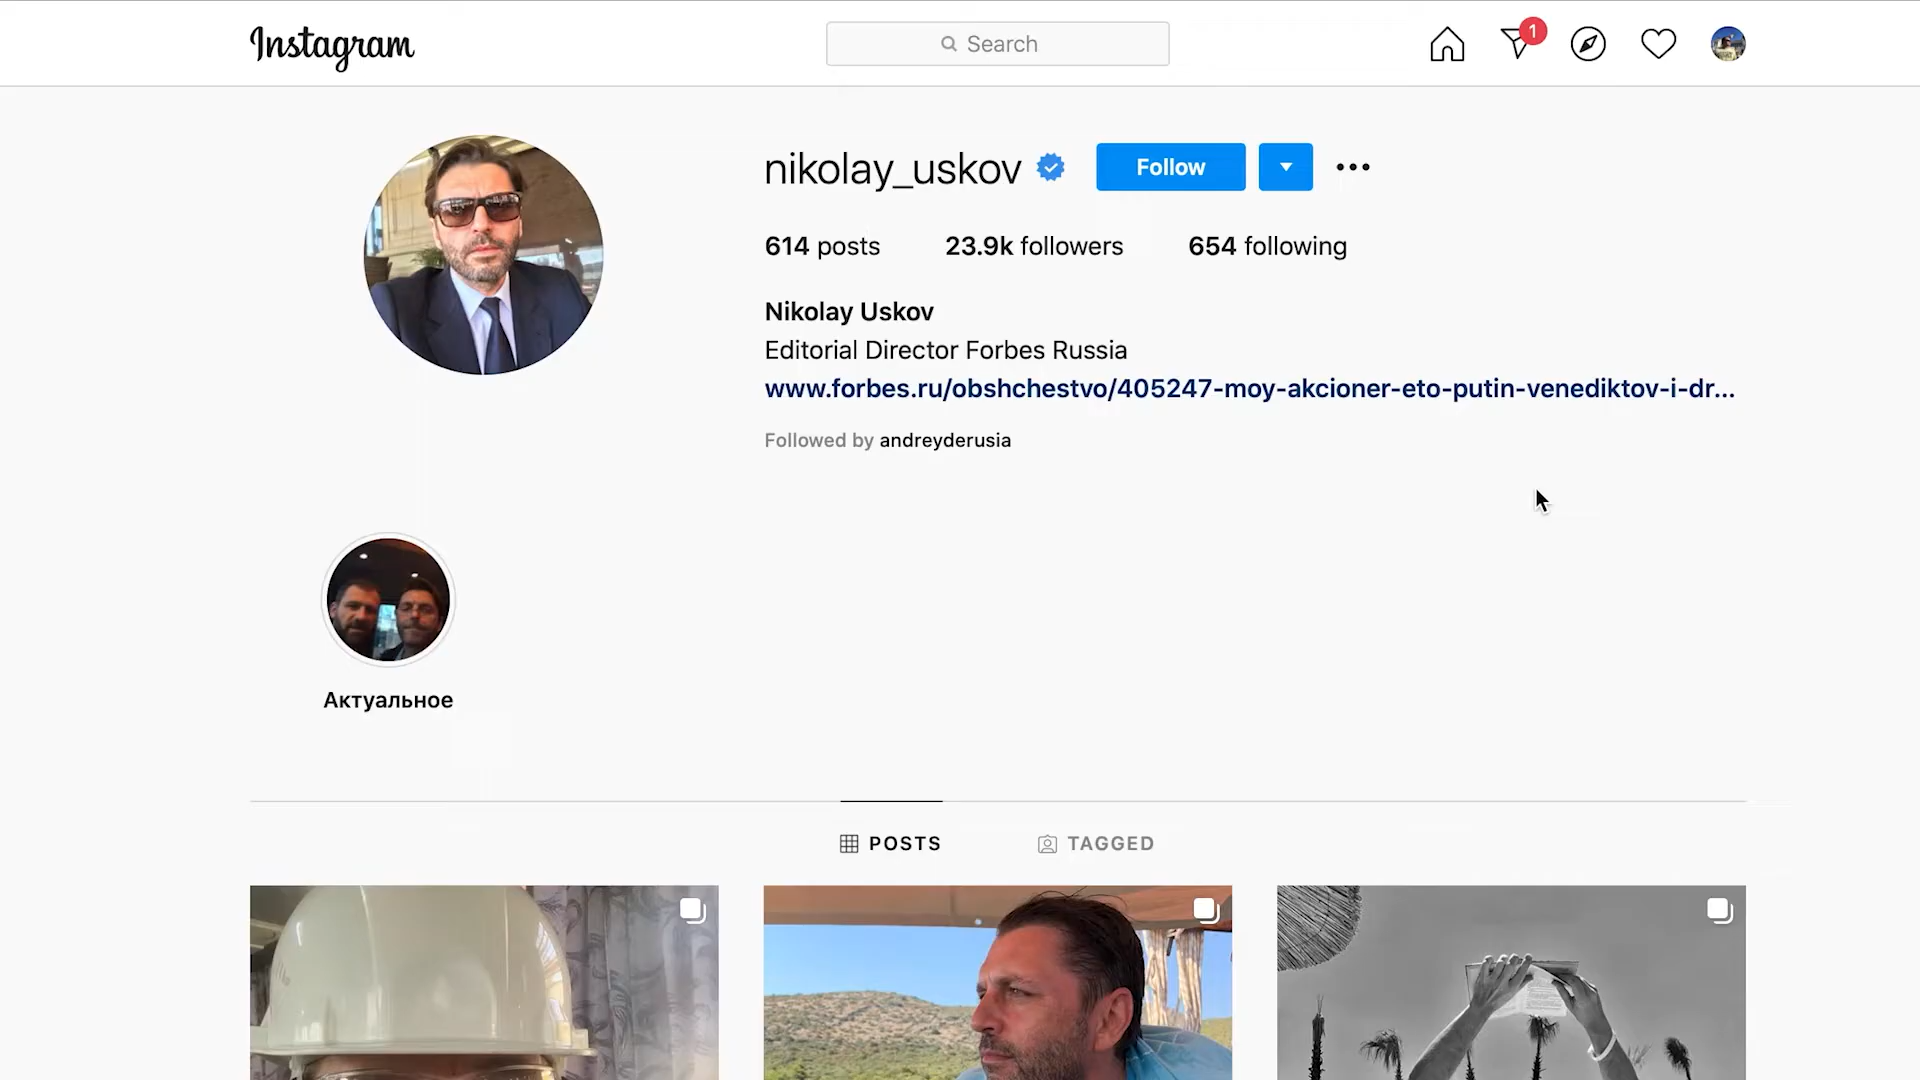 Instagram
Search
1
nikolay_uskov
Follow
614 posts 23.9k followers 654 following
Nikolay Uskov
Editorial Director Forbes Russia
www.forbes.ru/obshchestvo/405247-moy-akcioner-eto-putin-venediktov-i-dr...
Followed by andreyderusia
Актуальное
POSTS
TAGGED